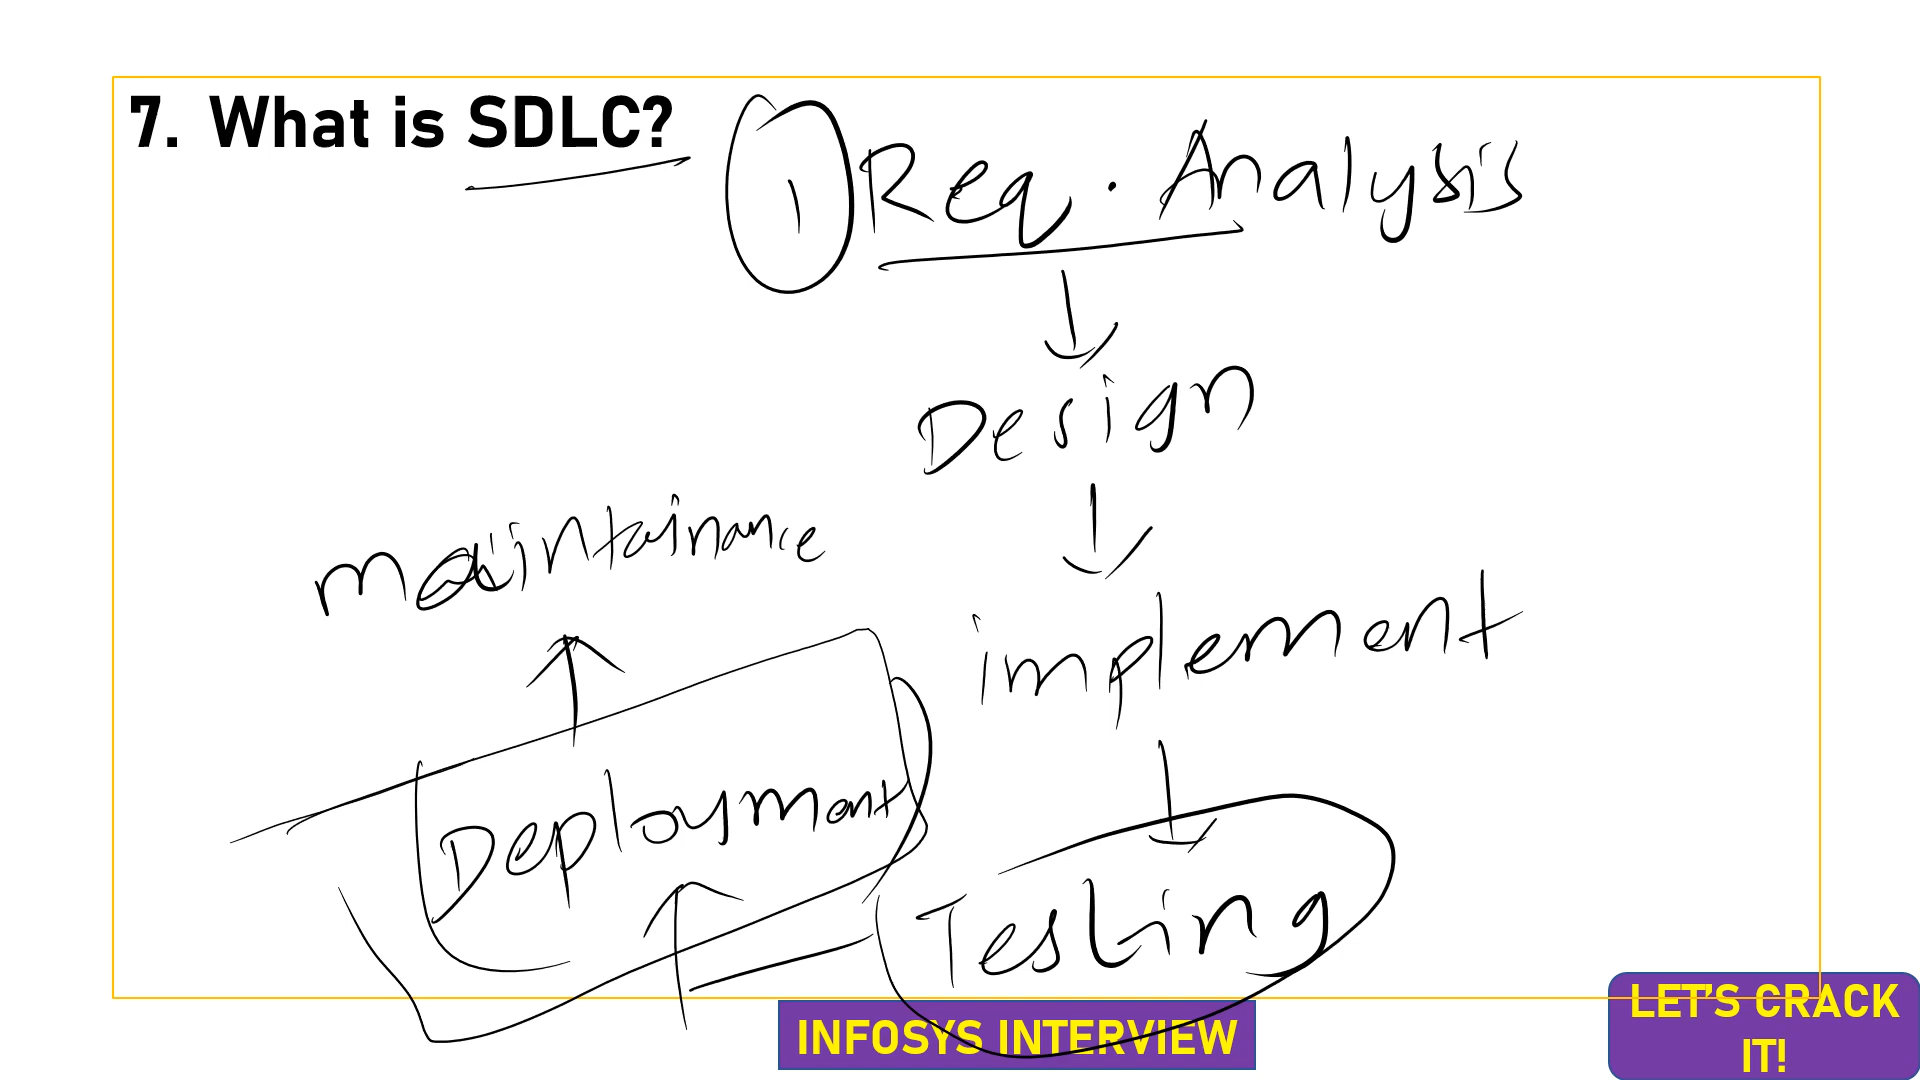 7. What is SDLC?
1 Req. Analysis
Design
implement
Testing
Deployment
maintainance
INFOSYS INTERVIEW
LET'S CRACK
IT!